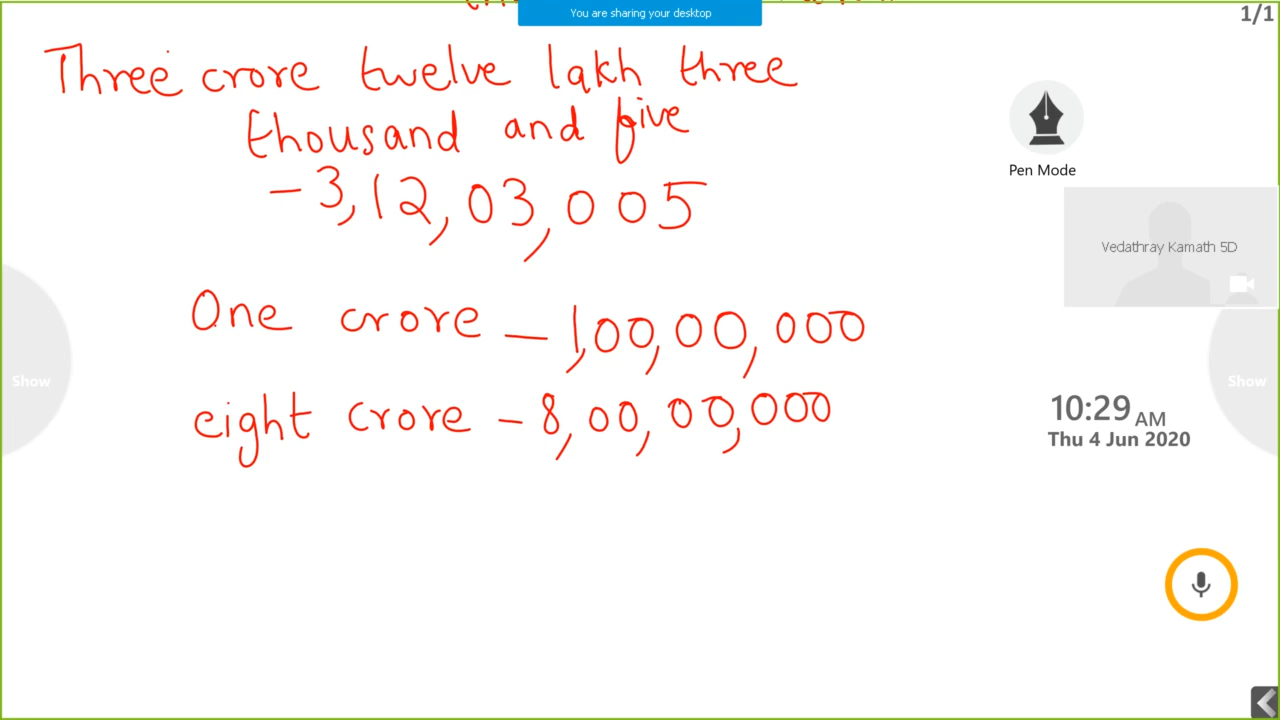 You are sharing your desktop
1/1
Three crore twelve lakh three
thousand and five
- 3,12,03,005
One crore - 1,00,00,000
eight crore - 8,00,00,000
Pen Mode
Vedathray Kamath 5D
Show
Show
10:29 AM
Thu 4 Jun 2020